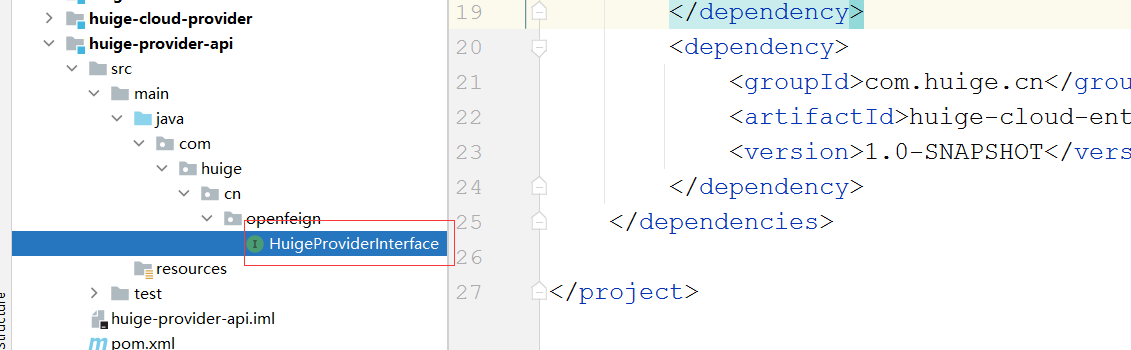 huige-cloud-provider
huige-provider-api
src
main
java
com
huige
cn
openfeign
I HuigeProviderInterface
resources
test
huige-provider-api.iml
m pom.xml
Structure
19 </dependency>
20 <dependency>
21 <groupId>com.huige.cn</grou
22 <artifactId>huige-cloud-ent
23 <version>1.0-SNAPSHOT</vers
24 </dependency>
25 </dependencies>
26
27 </project>